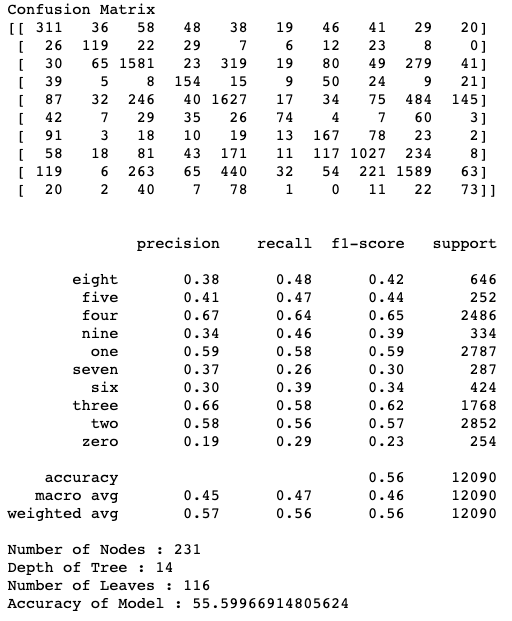 Confusion Matrix
[[ 311 36 58 48 38 19 46 41 29 20]
[ 26 119 22 29 7 6 12 23 8 0]
[ 30 65 1581 23 319 19 80 49 279 41]
[ 39 5 8 154 15 9 50 24 9 21]
[ 87 32 246 40 1627 17 34 75 484 145]
[ 42 7 29 35 26 74 4 7 60 3]
[ 91 3 18 10 19 13 167 78 23 2]
[ 58 18 81 43 171 11 117 1027 234 8]
[ 119 6 263 65 440 32 54 221 1589 63]
[ 20 2 40 7 78 1 0 11 22 73]]
precision recall f1-score support
eight 0.38 0.48 0.42 646
five 0.41 0.47 0.44 252
four 0.67 0.64 0.65 2486
nine 0.34 0.46 0.39 334
one 0.59 0.58 0.59 2787
seven 0.37 0.26 0.30 287
six 0.30 0.39 0.34 424
three 0.66 0.58 0.62 1768
two 0.58 0.56 0.57 2852
zero 0.19 0.29 0.23 254
accuracy 0.56 12090
macro avg 0.45 0.47 0.46 12090
weighted avg 0.57 0.56 0.56 12090
Number of Nodes : 231
Depth of Tree : 14
Number of Leaves : 116
Accuracy of Model : 55.59966914805624